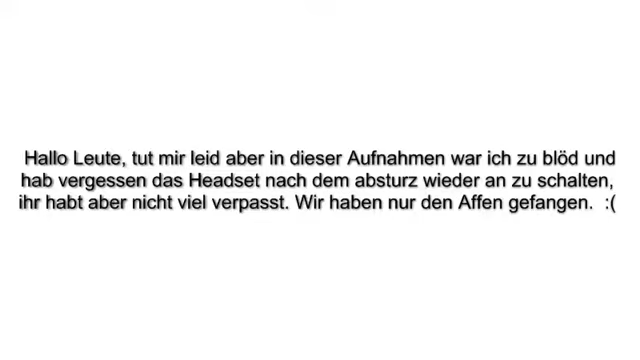 Hallo Leute, tut mir leid aber in dieser Aufnahmen war ich zu blöd und
hab vergessen das Headset nach dem absturz wieder an zu schalten,
ihr habt aber nicht viel verpasst. Wir haben nur den Affen gefangen. :(